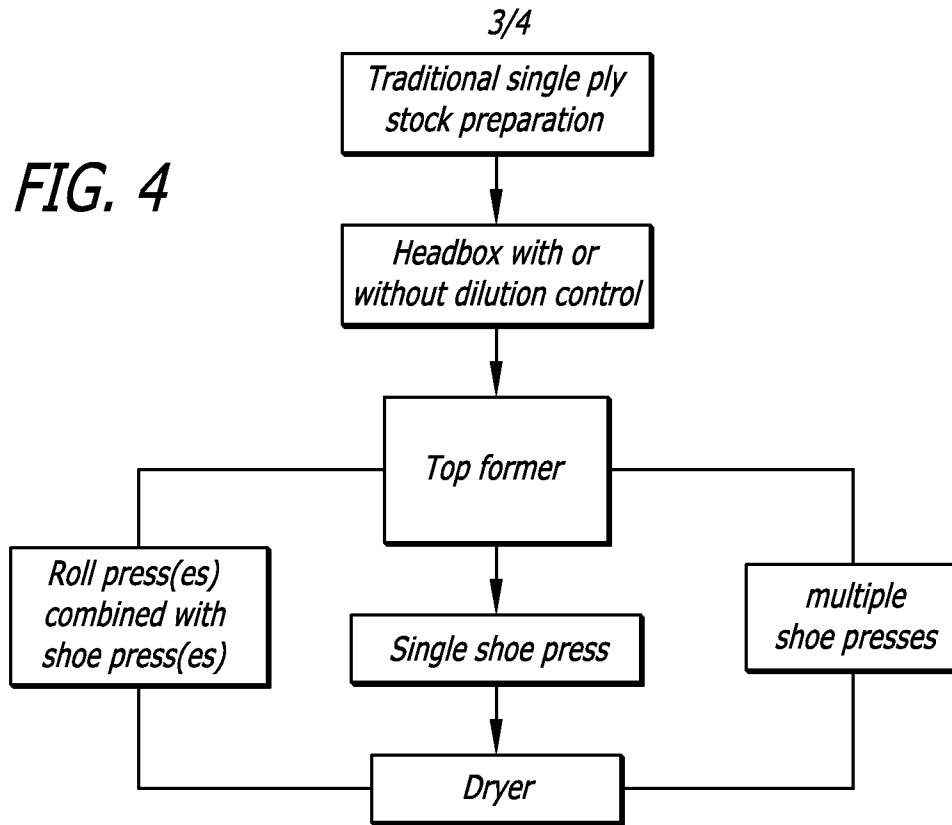 3/4
Traditional single ply
stock preparation
FIG. 4
Headbox with or
without dilution control
Top former
Roll press(es)
combined with
shoe press(es)
Single shoe press
multiple
shoe presses
Dryer